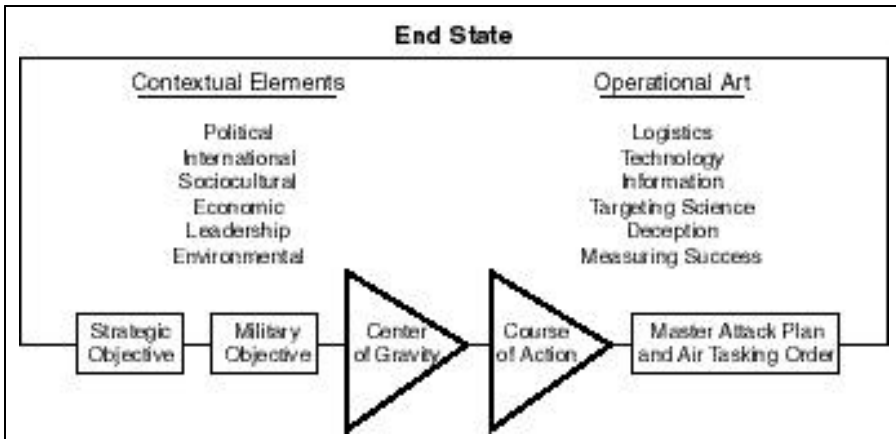 End State
Contextual Elements
Political
International
Sociocultural
Economic
Leadership
Environmental
Operational Art
Logistics
Technology
Information
Targeting Science
Deception
Measuring Success
Strategic
Objective
Military
Objective
Center
of Gravity
Course
of Action
Master Attack Plan
and Air Tasking Order